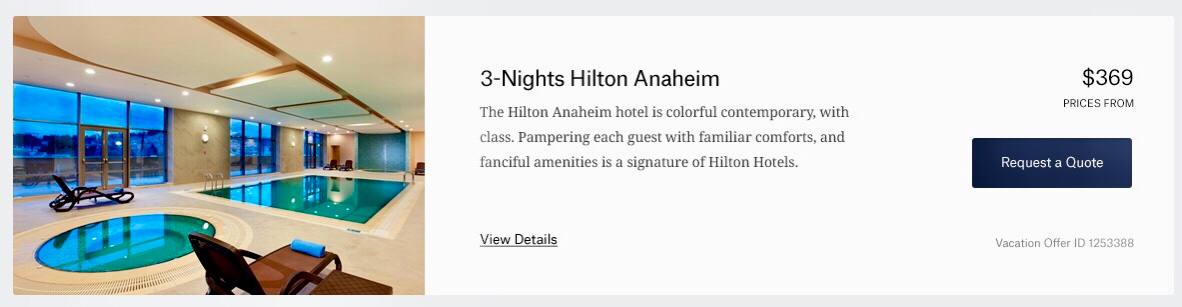 3-Nights Hilton Anaheim
The Hilton Anaheim hotel is colorful contemporary, with
class. Pampering each guest with familiar comforts, and
fanciful amenities is a signature of Hilton Hotels.
View Details
$369
PRICES FROM
Request a Quote
Vacation Offer ID 1253388